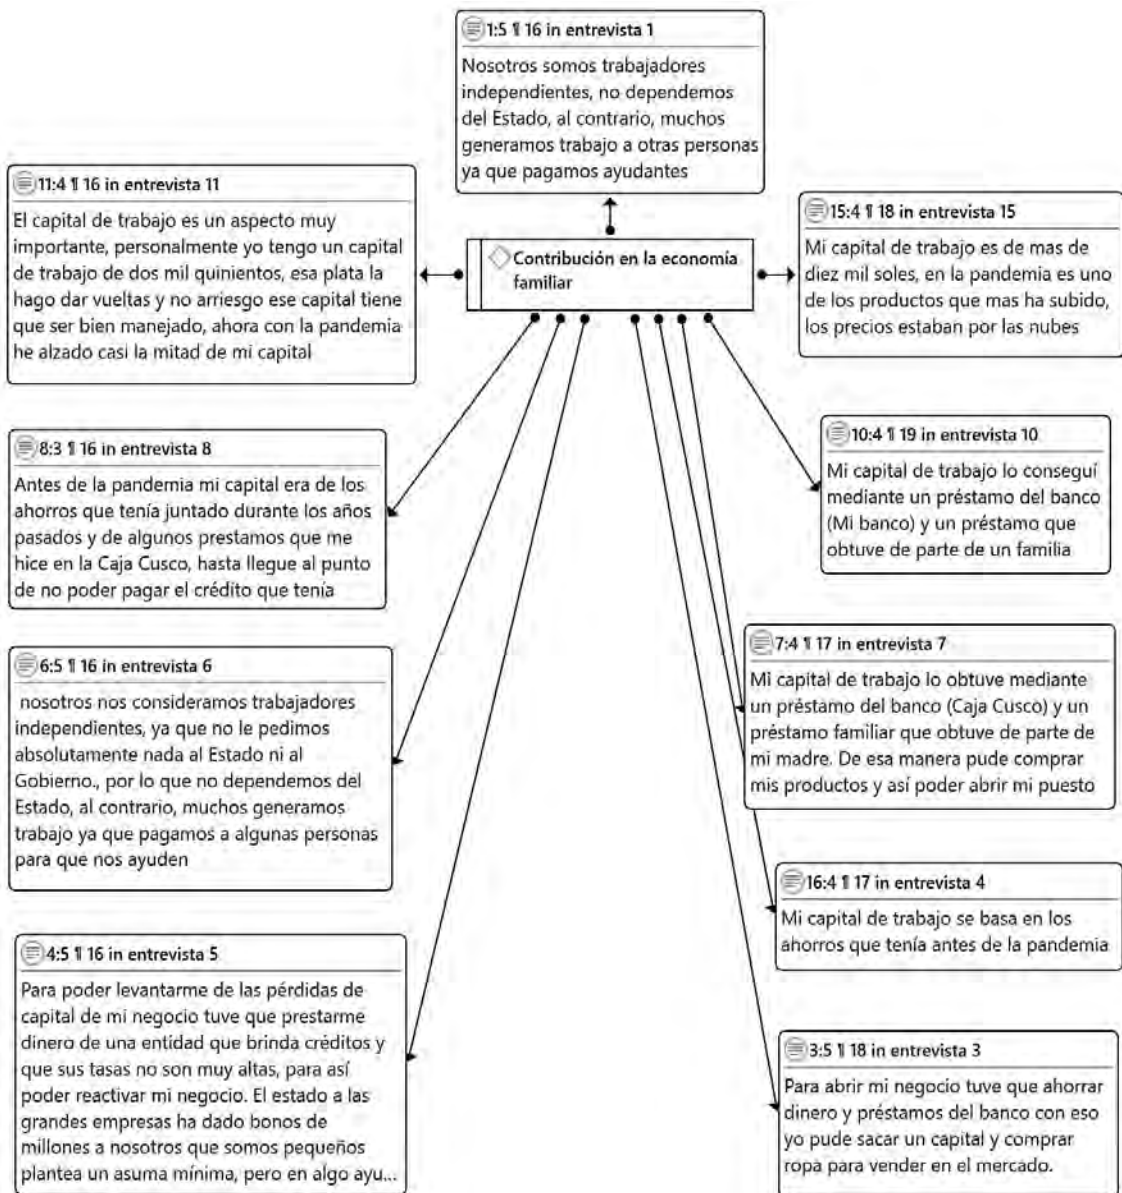 1:5 ¶ 16 in entrevista 1
Nosotros somos trabajadores
independientes, no dependemos
del Estado, al contrario, muchos
generamos trabajo a otras personas
ya que pagamos ayudantes
11:4 ¶ 16 in entrevista 11
El capital de trabajo es un aspecto muy
importante, personalmente yo tengo un capital
de trabajo de dos mil quinientos, esa plata la
hago dar vueltas y no arriesgo ese capital tiene
que ser bien manejado, ahora con la pandemia
he alzado casi la mitad de mi capital
Contribución en la economía
familiar
15:4 ¶ 18 in entrevista 15
Mi capital de trabajo es de mas de
diez mil soles, en la pandemia es uno
de los productos que mas ha subido,
los precios estaban por las nubes
8:3 ¶ 16 in entrevista 8
Antes de la pandemia mi capital era de los
ahorros que tenía juntado durante los años
pasados y de algunos prestamos que me
hice en la Caja Cusco, hasta llegue al punto
de no poder pagar el crédito que tenía
10:4 ¶ 19 in entrevista 10
Mi capital de trabajo lo conseguí
mediante un préstamo del banco
(Mi banco) y un préstamo que
obtuve de parte de un familia
6:5 ¶ 16 in entrevista 6
nosotros nos consideramos trabajadores
independientes, ya que no le pedimos
absolutamente nada al Estado ni al
Gobierno., por lo que no dependemos del
Estado, al contrario, muchos generamos
trabajo ya que pagamos a algunas personas
para que nos ayuden
7:4 ¶ 17 in entrevista 7
Mi capital de trabajo lo obtuve mediante
un préstamo del banco (Caja Cusco) y un
préstamo familiar que obtuve de parte de
mi madre. De esa manera pude comprar
mis productos y así poder abrir mi puesto
16:4 ¶ 17 in entrevista 4
Mi capital de trabajo se basa en los
ahorros que tenía antes de la pandemia
4:5 ¶ 16 in entrevista 5
Para poder levantarme de las pérdidas de
capital de mi negocio tuve que prestarme
dinero de una entidad que brinda créditos y
que sus tasas no son muy altas, para así
poder reactivar mi negocio. El estado a las
grandes empresas ha dado bonos de
millones a nosotros que somos pequeños
plantea un asuma mínima, pero en algo ayu...
3:5 ¶ 18 in entrevista 3
Para abrir mi negocio tuve que ahorrar
dinero y préstamos del banco con eso
yo pude sacar un capital y comprar
ropa para vender en el mercado.